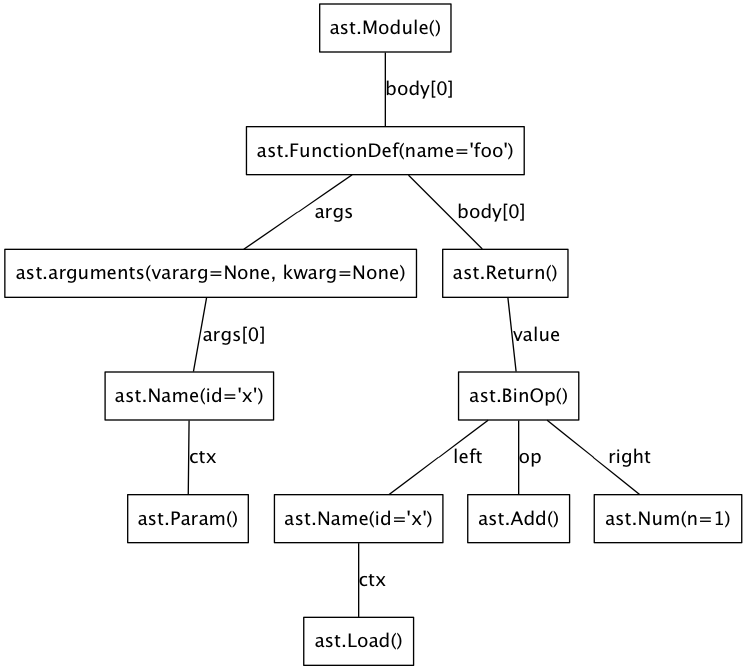 ast.Module()
body[0]
ast.FunctionDef(name='foo')
args
body[0]
ast.arguments(vararg=None, kwarg=None)
ast.Return()
args[0]
value
ast.Name(id='x')
ast.BinOp()
ctx
left
op
right
ast.Param()
ast.Name(id='x')
ast.Add()
ast.Num(n=1)
ctx
ast.Load()